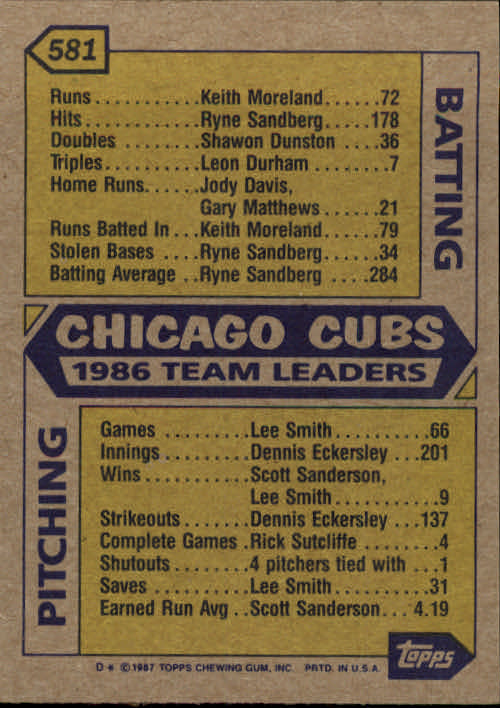 581
BATTING
Runs...........Keith Moreland......72
Hits............Ryne Sandberg.....178
Doubles ........Shawon Dunston ....36
Triples..........Leon Durham ........7
Home Runs......Jody Davis,
Gary Matthews ......21
Runs Batted In ...Keith Moreland.....79
Stolen Bases ....Ryne Sandberg......34
Batting Average ..Ryne Sandberg ....284
CHICAGO CUBS
1986 TEAM LEADERS
PITCHING
Games .........Lee Smith..........66
Innings .........Dennis Eckersley ...201
Wins...........Scott Sanderson,
Lee Smith...........9
Strikeouts .......Dennis Eckersley ...137
Complete Games .Rick Sutcliffe .......4
Shutouts ........4 pitchers tied with ...1
Saves ..........Lee Smith..........31
Earned Run Avg ..Scott Sanderson... 4.19
D* ©1987 TOPPS CHEWING GUM, INC. PRTD. IN U.S.A.
topps